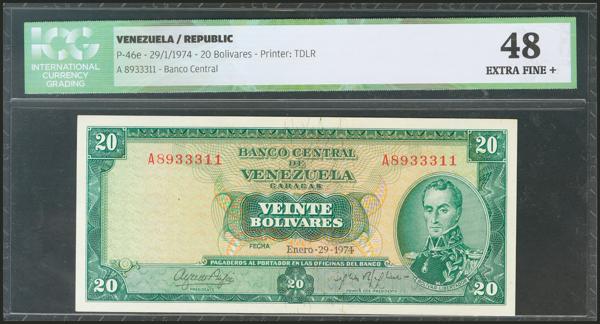 ICG
INTERNATIONAL
CURRENCY
GRADING
VENEZUELA / REPUBLIC
P-46e - 29/1/1974 - 20 Bolivares - Printer: TDLR
A 8933311 - Banco Central
48
EXTRA FINE +
20
20
BANCO CENTRAL
DE
VENEZUELA
CARACAS
A8933311
A8933311
VEINTE
BOLIVARES
FECHA
Enero-29-1974
PAGADEROS AL PORTADOR EN LAS OFICINAS DEL BANCO
PRESIDENTE
20
20
20